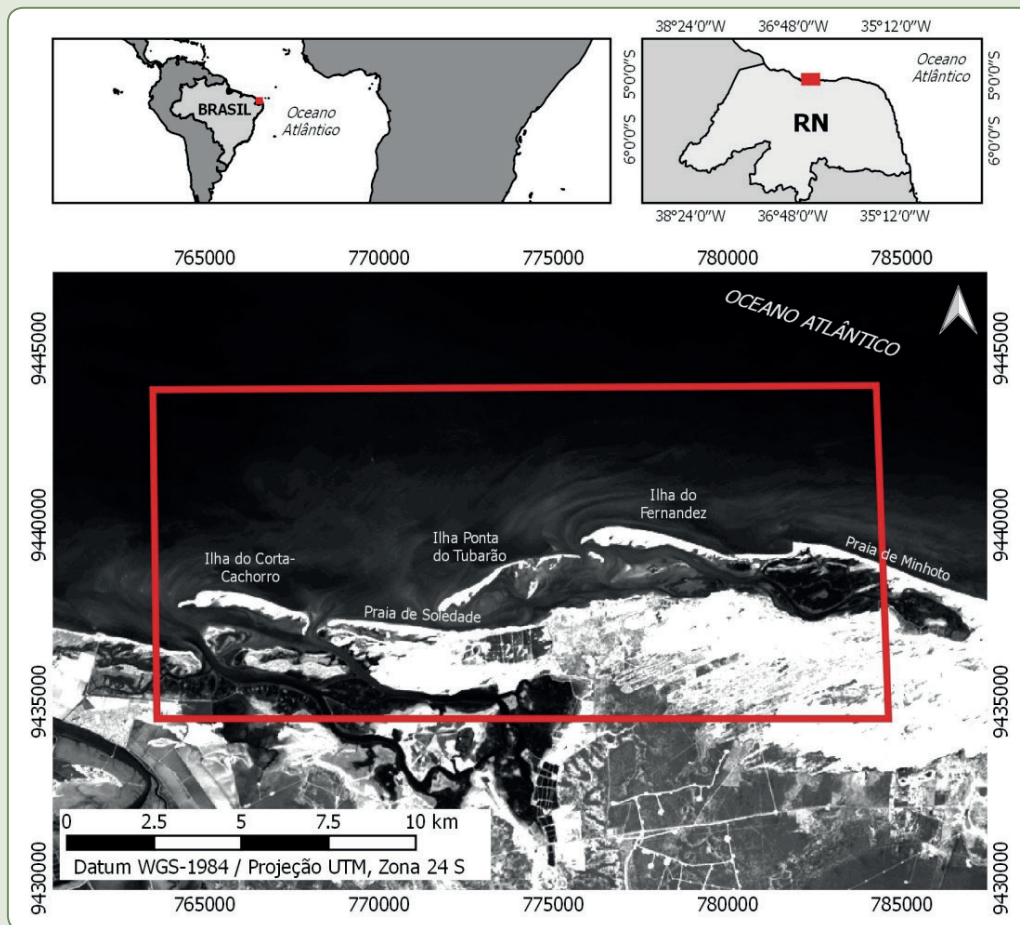 BRASIL
Oceano
Atlântico
38°24'0"W
36°48'0"W
35°12'0"W
5°0'0"S
6°0'0"S
Oceano
Atlântico
RN
5°0'0"S
6°0'0"S
38°24'0"W
36°48'0"W
35°12'0"W
765000
770000
775000
780000
785000
9445000
9440000
9435000
9430000
OCEANO ATLÂNTICO
Ilha do
Fernandez
Ilha Ponta
do Tubarão
Praia de Minhoto
Ilha do Corta-
Cachorro
Praia de Soledade
9445000
9440000
9435000
9430000
0
2.5
5
7.5
10 km
Datum WGS-1984 / Projeção UTM, Zona 24 S
765000
770000
775000
780000
785000